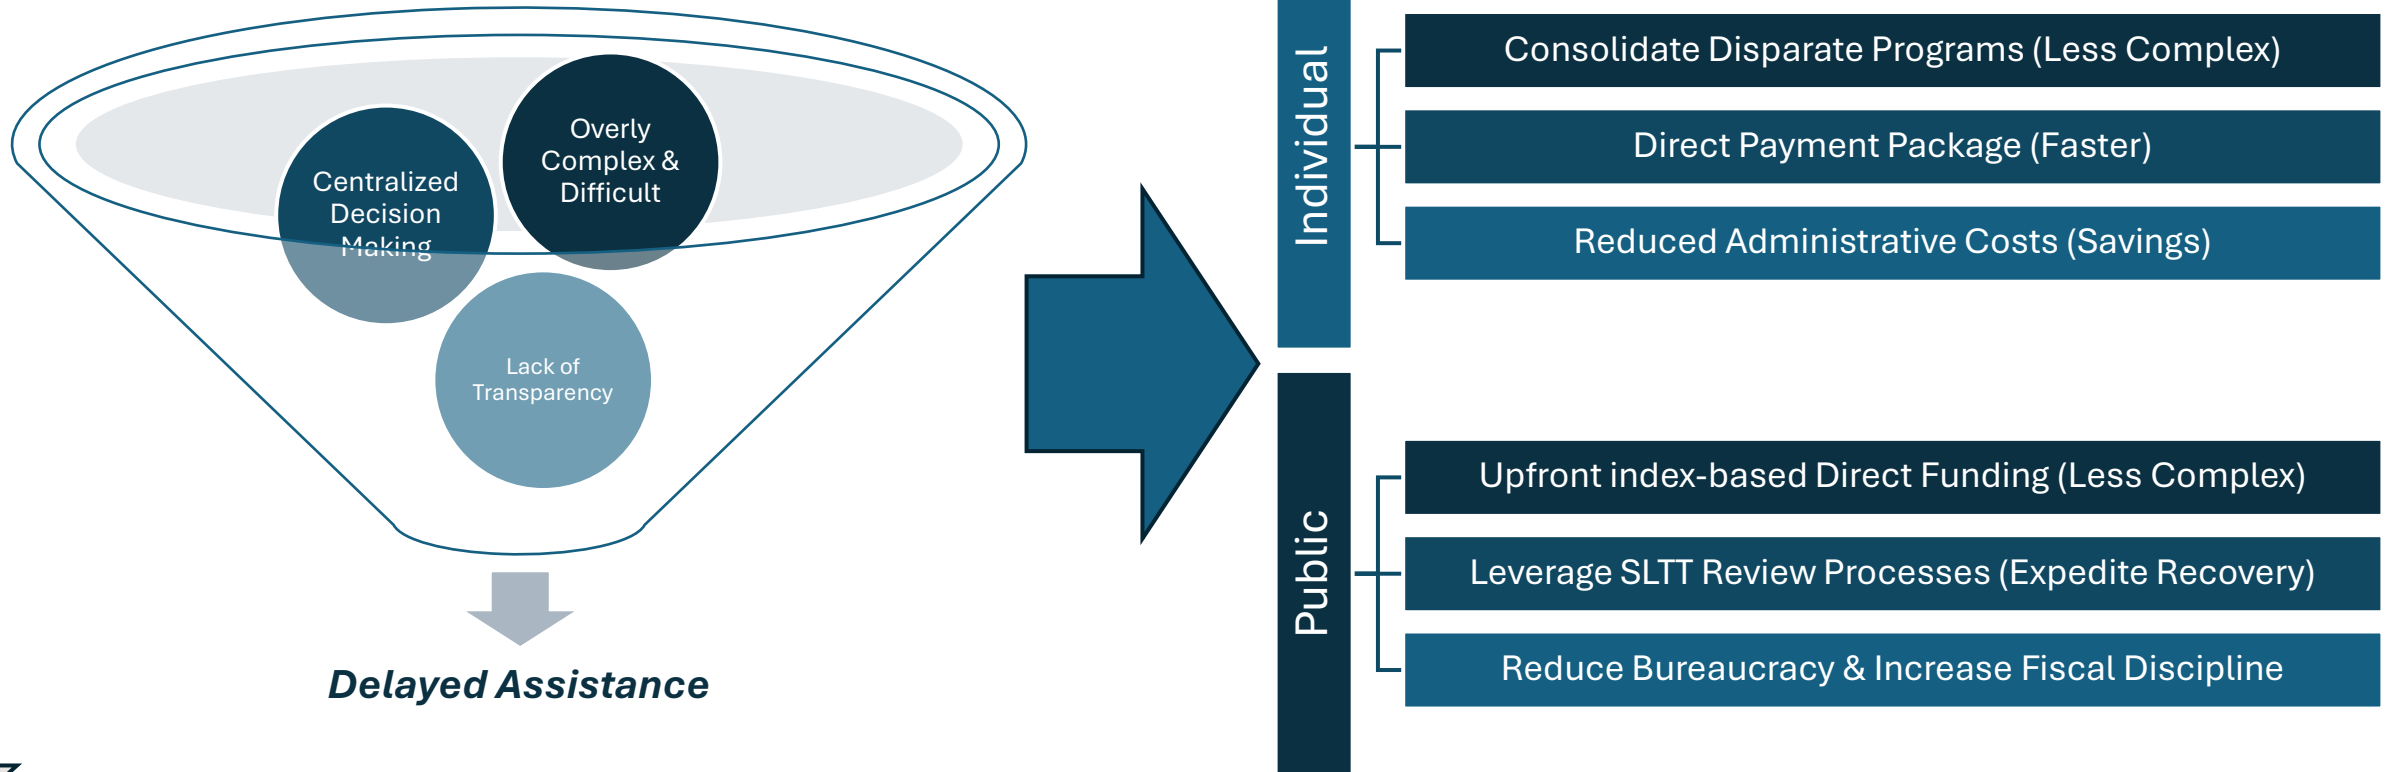 Overly
Complex &
Difficult
Centralized
Decision
Making
Lack of
Transparency
Delayed Assistance
Individual
Consolidate Disparate Programs (Less Complex)
Direct Payment Package (Faster)
Reduced Administrative Costs (Savings)
Public
Upfront index-based Direct Funding (Less Complex)
Leverage SLTT Review Processes (Expedite Recovery)
Reduce Bureaucracy & Increase Fiscal Discipline